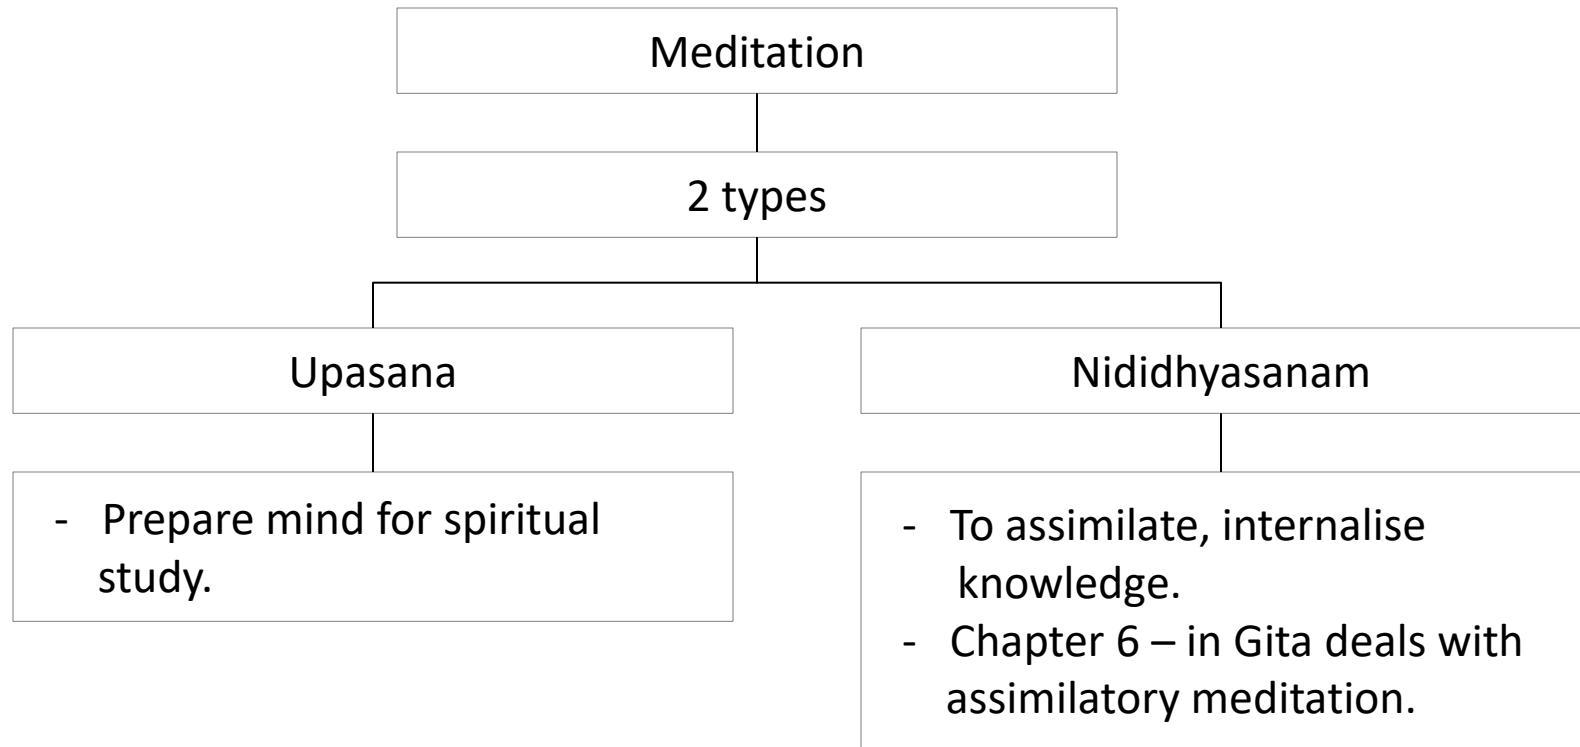 Meditation
2 types
Upasana
Nididhyasanam
- Prepare mind for spiritual
study.
- To assimilate, internalise
knowledge.
- Chapter 6 – in Gita deals with
assimilatory meditation.